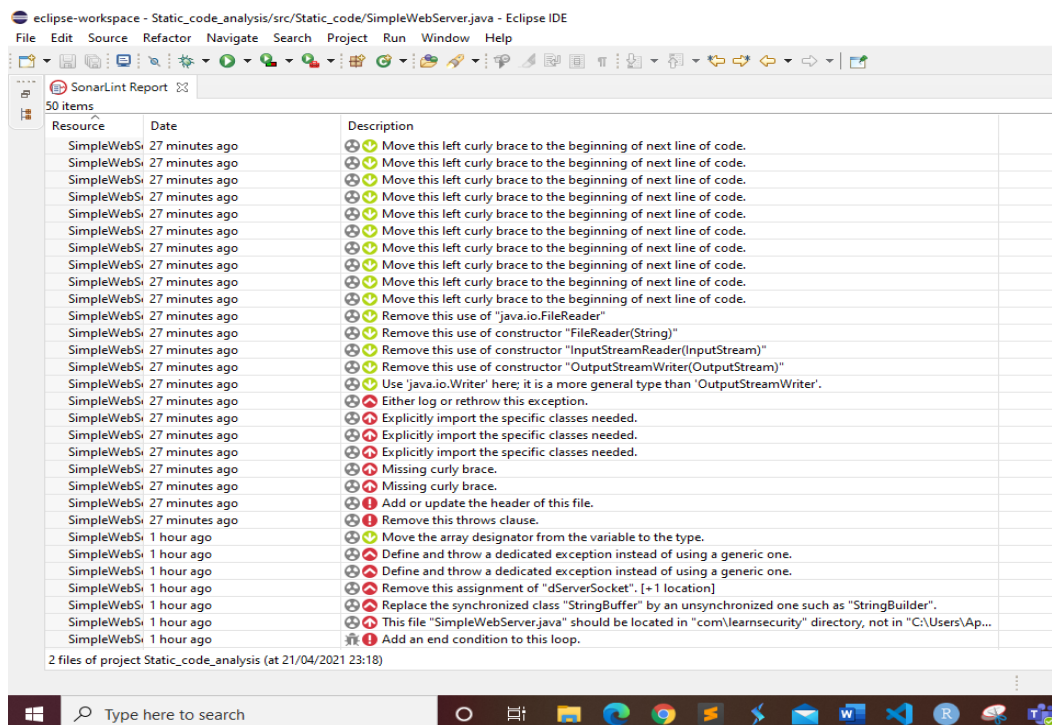 eclipse-workspace - Static_code_analysis/src/Static_code/SimpleWebServer.java - Eclipse IDE
File Edit Source Refactor Navigate Search Project Run Window Help
SonarLint Report
50 items
Resource Date Description
SimpleWebS 27 minutes ago Move this left curly brace to the beginning of next line of code.
SimpleWebS 27 minutes ago Move this left curly brace to the beginning of next line of code.
SimpleWebS 27 minutes ago Move this left curly brace to the beginning of next line of code.
SimpleWebS 27 minutes ago Move this left curly brace to the beginning of next line of code.
SimpleWebS 27 minutes ago Move this left curly brace to the beginning of next line of code.
SimpleWebS 27 minutes ago Move this left curly brace to the beginning of next line of code.
SimpleWebS 27 minutes ago Move this left curly brace to the beginning of next line of code.
SimpleWebS 27 minutes ago Move this left curly brace to the beginning of next line of code.
SimpleWebS 27 minutes ago Move this left curly brace to the beginning of next line of code.
SimpleWebS 27 minutes ago Move this left curly brace to the beginning of next line of code.
SimpleWebS 27 minutes ago Remove this use of "java.io.FileReader"
SimpleWebS 27 minutes ago Remove this use of constructor "FileReader(String)"
SimpleWebS 27 minutes ago Remove this use of constructor "InputStreamReader(InputStream)"
SimpleWebS 27 minutes ago Remove this use of constructor "OutputStreamWriter(OutputStream)"
SimpleWebS 27 minutes ago Use 'java.io.Writer' here; it is a more general type than 'OutputStreamWriter'.
SimpleWebS 27 minutes ago Either log or rethrow this exception.
SimpleWebS 27 minutes ago Explicitly import the specific classes needed.
SimpleWebS 27 minutes ago Explicitly import the specific classes needed.
SimpleWebS 27 minutes ago Explicitly import the specific classes needed.
SimpleWebS 27 minutes ago Missing curly brace.
SimpleWebS 27 minutes ago Missing curly brace.
SimpleWebS 27 minutes ago Add or update the header of this file.
SimpleWebS 27 minutes ago Remove this throws clause.
SimpleWebS 1 hour ago Move the array designator from the variable to the type.
SimpleWebS 1 hour ago Define and throw a dedicated exception instead of using a generic one.
SimpleWebS 1 hour ago Define and throw a dedicated exception instead of using a generic one.
SimpleWebS 1 hour ago Remove this assignment of "dServerSocket". [+1 location]
SimpleWebS 1 hour ago Replace the synchronized class "StringBuffer" by an unsynchronized one such as "StringBuilder".
SimpleWebS 1 hour ago This file "SimpleWebServer.java" should be located in "com\learnsecurity" directory, not in "C:\Users\Ap...
SimpleWebS 1 hour ago Add an end condition to this loop.
2 files of project Static_code_analysis (at 21/04/2021 23:18)
Type here to search